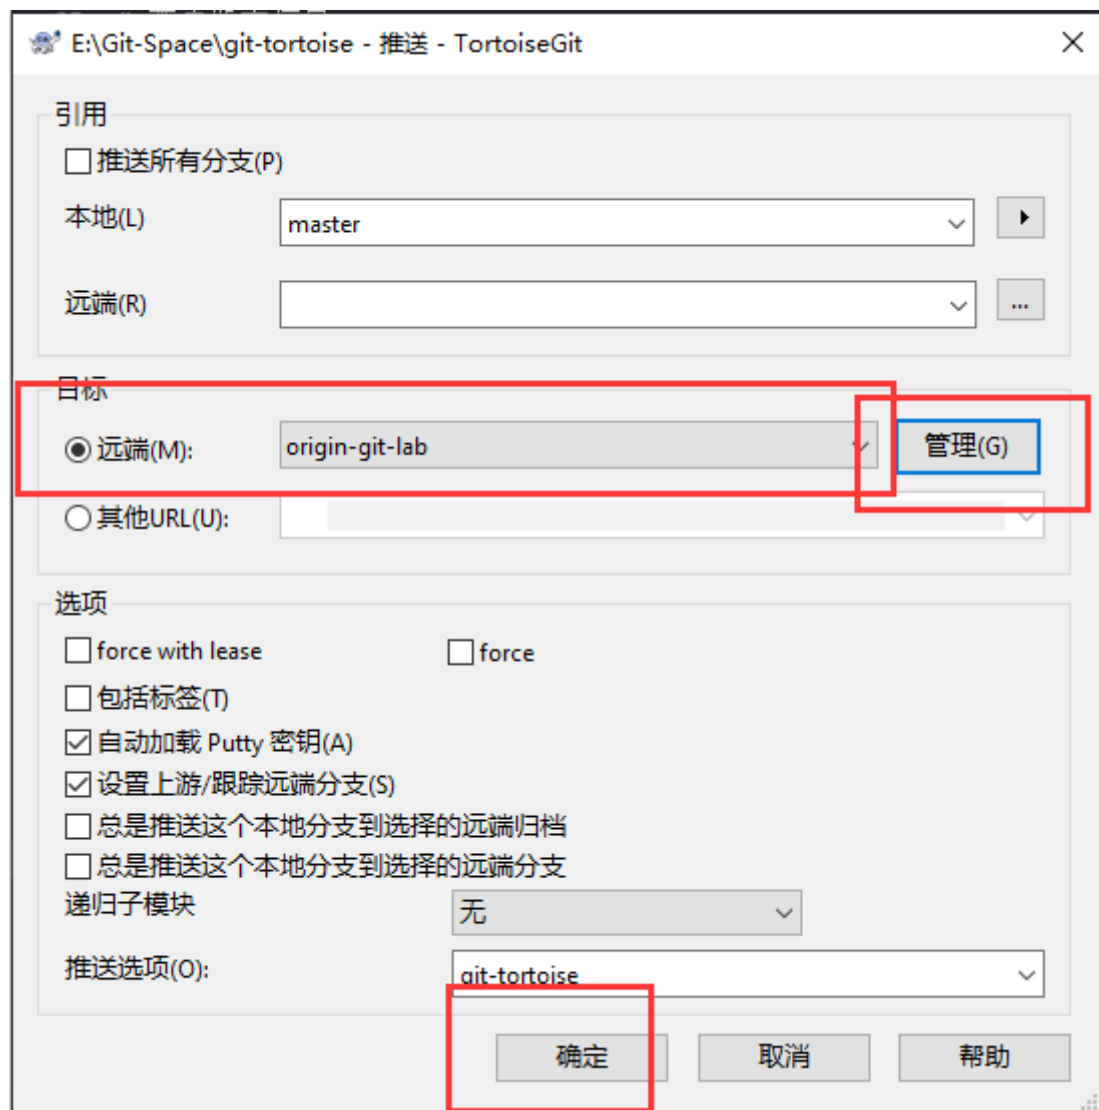 E:\Git-Space\git-tortoise - 推送 - TortoiseGit
引用
推送所有分支(P)
本地(L) master
远端(R) ...
目标
远端(M): origin-git-lab 管理(G)
其他URL(U):
选项
force with lease force
包括标签(T)
自动加载 Putty 密钥(A)
设置上游/跟踪远端分支(S)
总是推送这个本地分支到选择的远端归档
总是推送这个本地分支到选择的远端分支
递归子模块 无
推送选项(O): git-tortoise
确定 取消 帮助